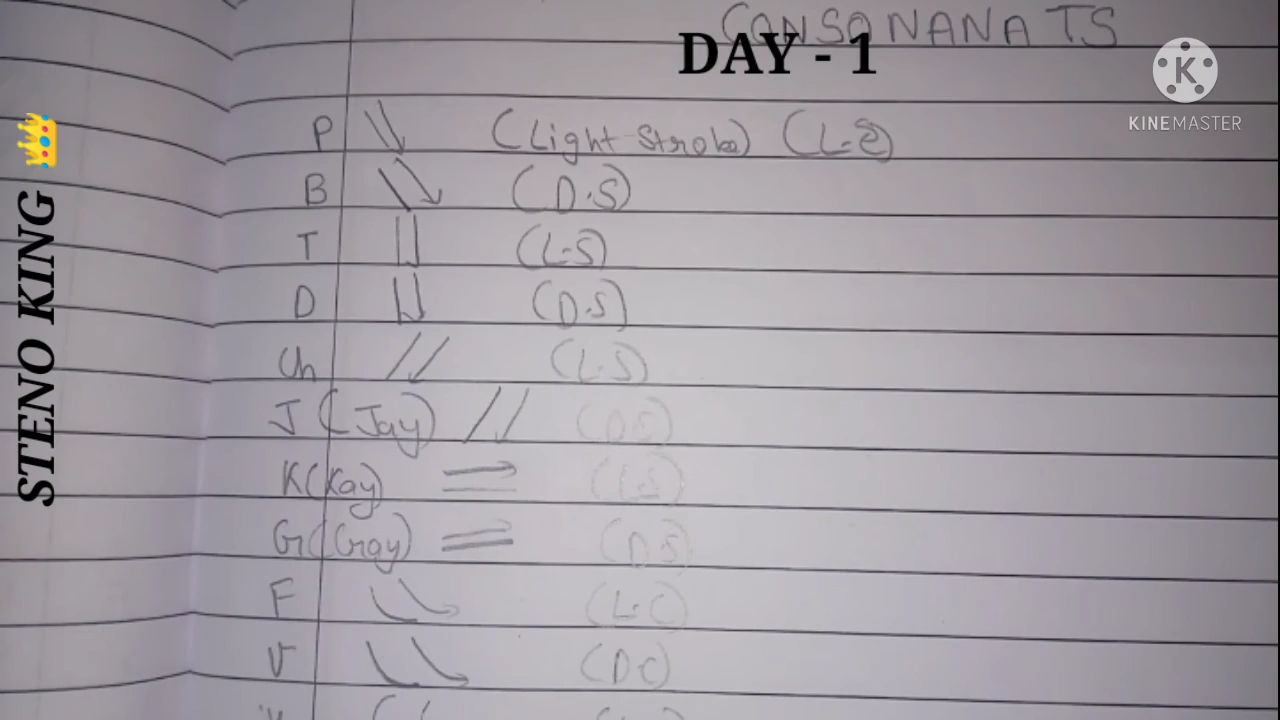 CONSONANATS
DAY - 1
KINEMASTER
STENO KING
P (Light Stroke) (L.S)
B (D.S)
T (L.S)
D (D.S)
Ch (L.S)
J (Jay) (D.S)
K (Kay) (L.S)
G (Gay) (D.S)
F (L.C)
V (D.C)